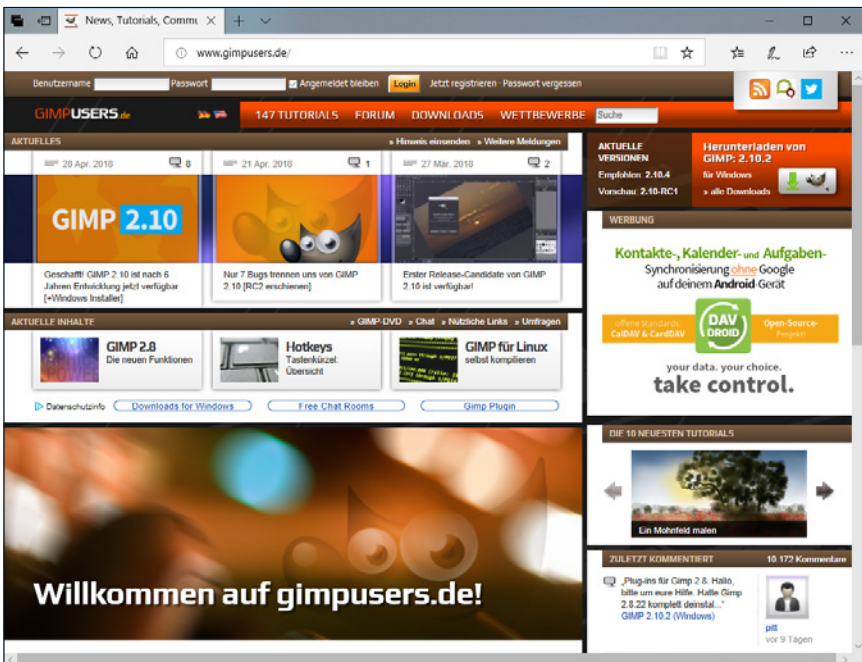 News, Tutorials, Commu
www.gimpusers.de/
Benutzername Passwort Angemeldet bleiben Login Jetzt registrieren · Passwort vergessen
GIMPUSERS.de
147 TUTORIALS FORUM DOWNLOADS WETTBEWERBE Suche
AKTUELLES » Hinweis einsenden » Weitere Meldungen
28 Apr. 2018 8
21 Apr. 2018 1
27 Mär. 2018 2
GIMP 2.10
Geschafft! GIMP 2.10 ist nach 6
Jahren Entwicklung jetzt verfügbar
[+Windows Installer]
Nur 7 Bugs trennen uns von GIMP
2.10 [RC2 erschienen]
Erster Release-Candidate von GIMP
2.10 ist verfügbar!
AKTUELLE INHALTE » GIMP-DVD » Chat » Nützliche Links » Umfragen
GIMP 2.8
Die neuen Funktionen
Hotkeys
Tastenkürzel:
Übersicht
GIMP für Linux
selbst kompilieren
Datenschutzinfo Downloads for Windows Free Chat Rooms Gimp Plugin
Willkommen auf gimpusers.de!
AKTUELLE
VERSIONEN
Empfohlen: 2.10.4
Vorschau: 2.10-RC1
Herunterladen von
GIMP: 2.10.2
für Windows
» alle Downloads
WERBUNG
Kontakte-, Kalender- und Aufgaben-
Synchronisierung ohne Google
auf deinem Android-Gerät
offene Standards:
CalDAV & CardDAV
DAV
DROID
Open-Source-
Projekt!
your data. your choice.
take control.
DIE 10 NEUESTEN TUTORIALS
Ein Mohnfeld malen
ZULETZT KOMMENTIERT 10.172 Kommentare
„Plug-ins für Gimp 2.8. Hallo,
bitte um eure Hilfe. Hatte Gimp
2.8.22 komplett deinstal...“
GIMP 2.10.2 (Windows)
pitt
vor 9 Tagen